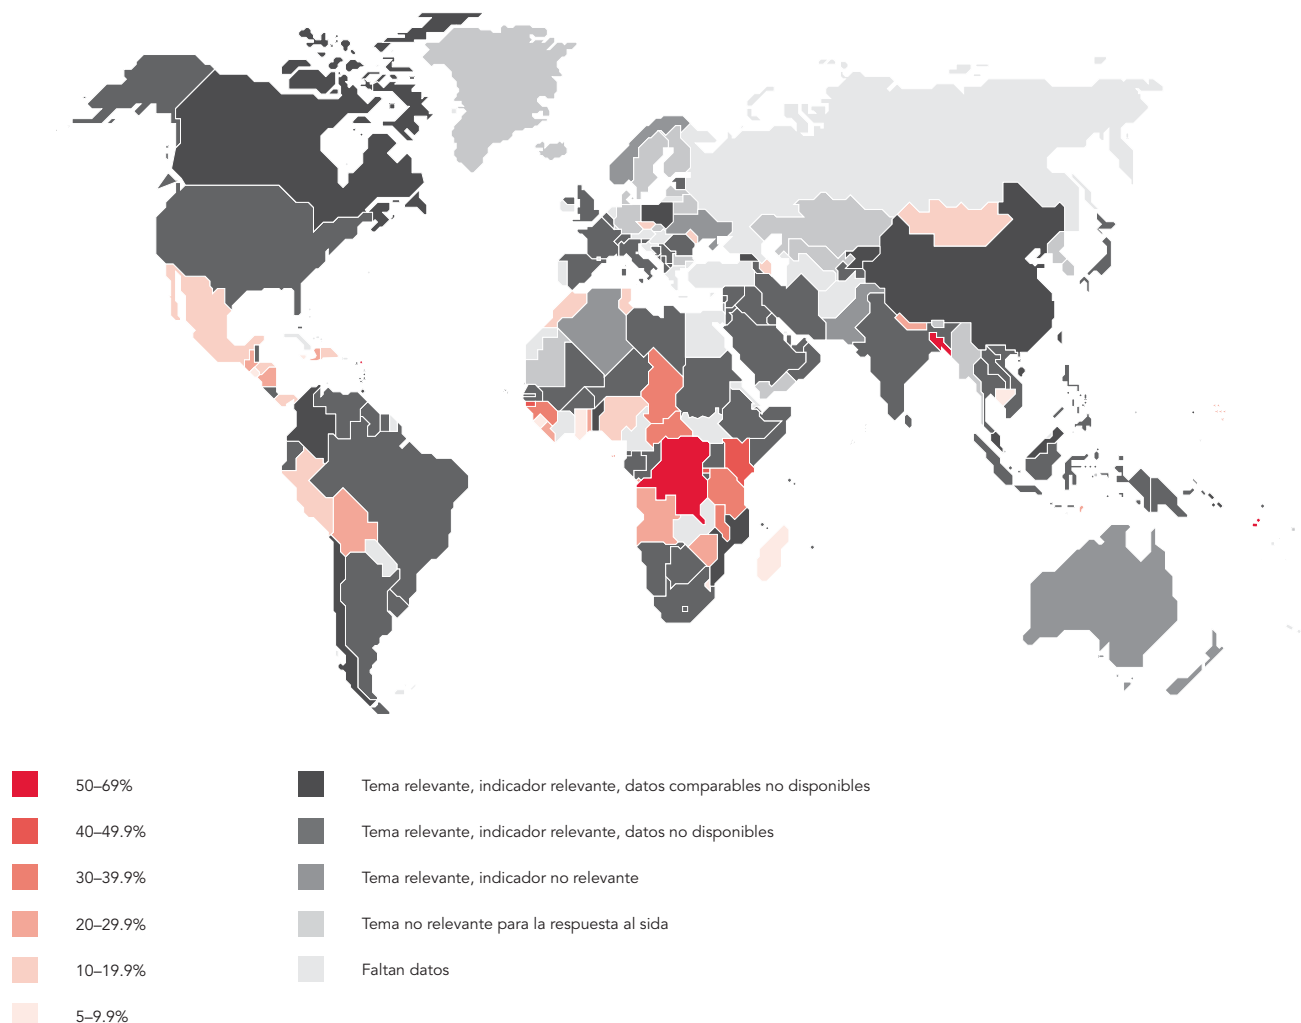 50–69%
40–49.9%
30–39.9%
20–29.9%
10–19.9%
5–9.9%
Tema relevante, indicador relevante, datos comparables no disponibles
Tema relevante, indicador relevante, datos no disponibles
Tema relevante, indicador no relevante
Tema no relevante para la respuesta al sida
Faltan datos